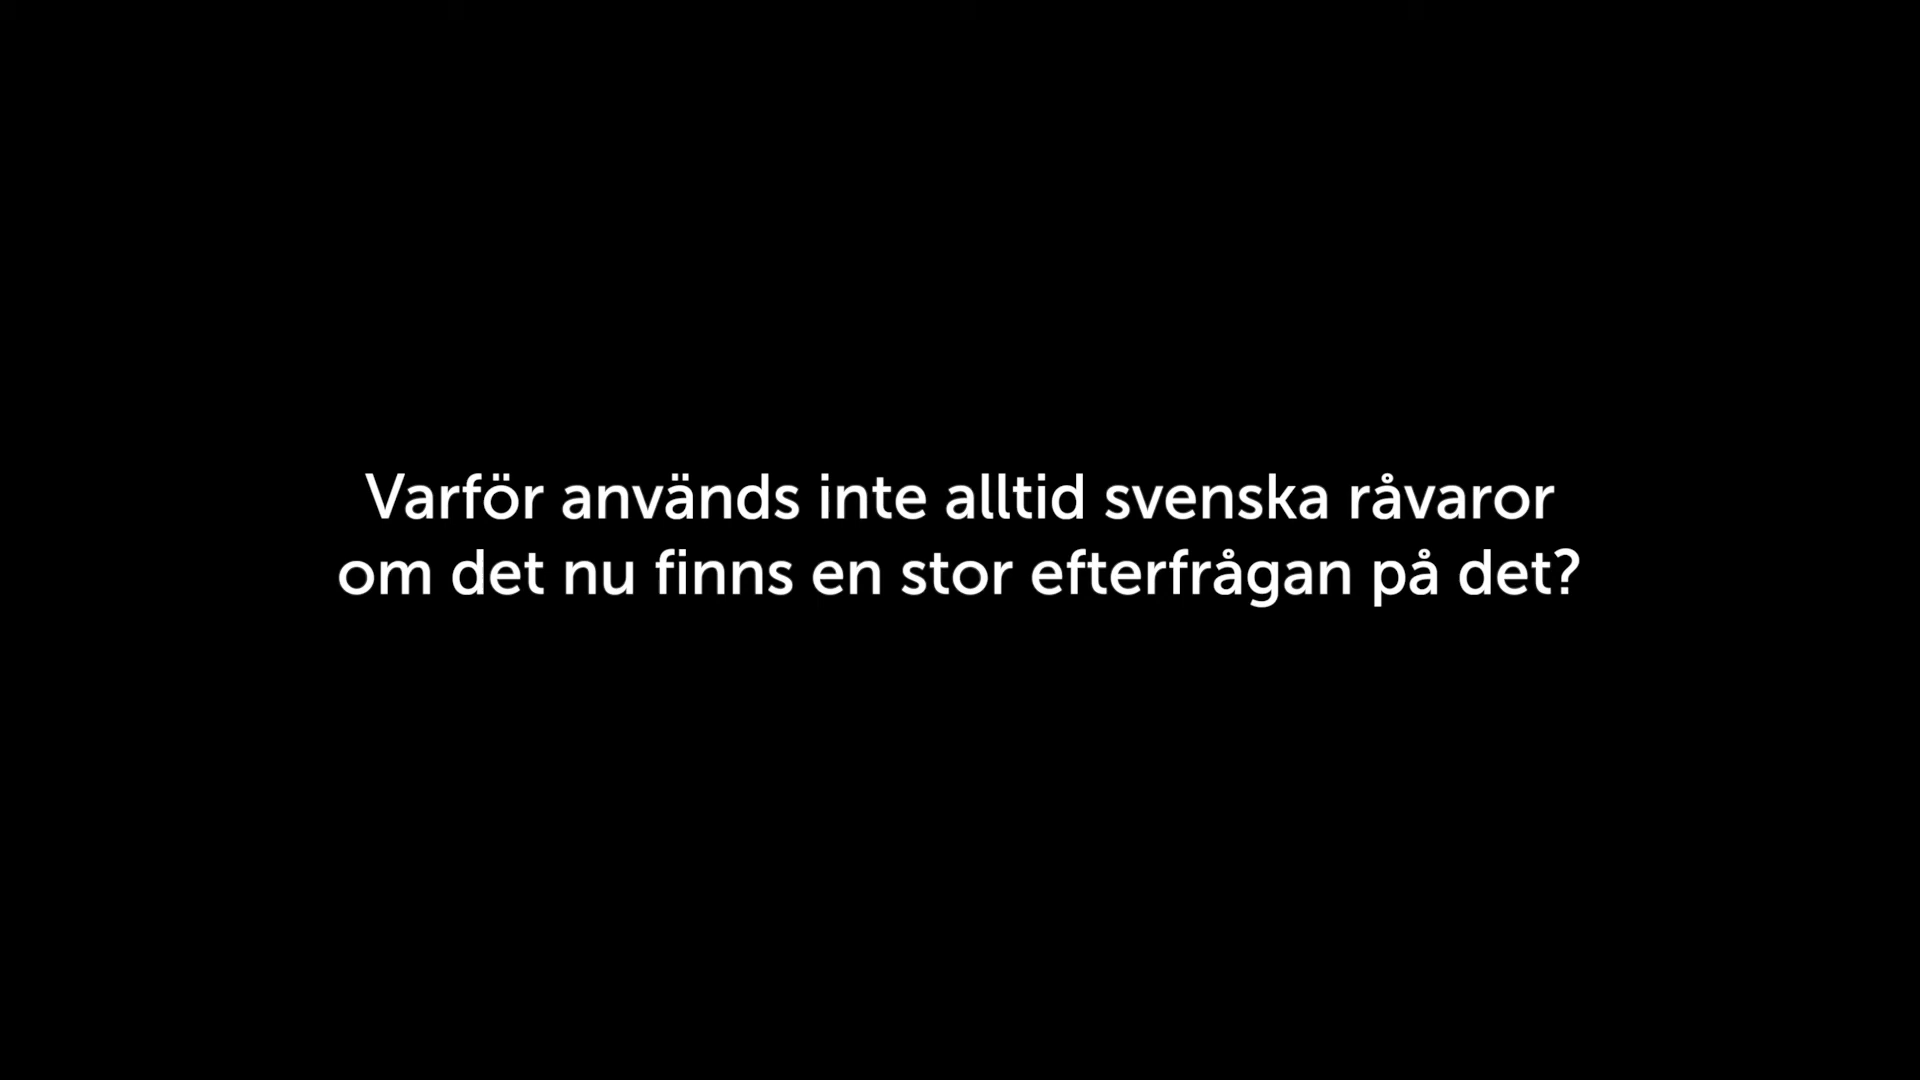 Varför används inte alltid svenska råvaror
om det nu finns en stor efterfrågan på det?